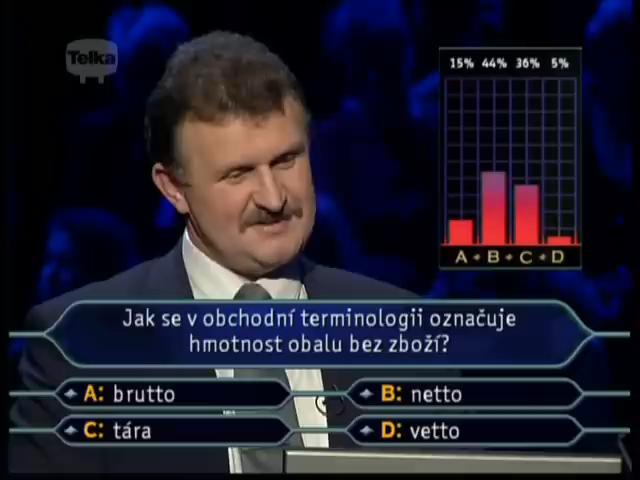 Telka
15% 44% 36% 5%
A B C D
Jak se v obchodní terminologii označuje
hmotnost obalu bez zboží?
A: brutto
B: netto
C: tára
D: vetto